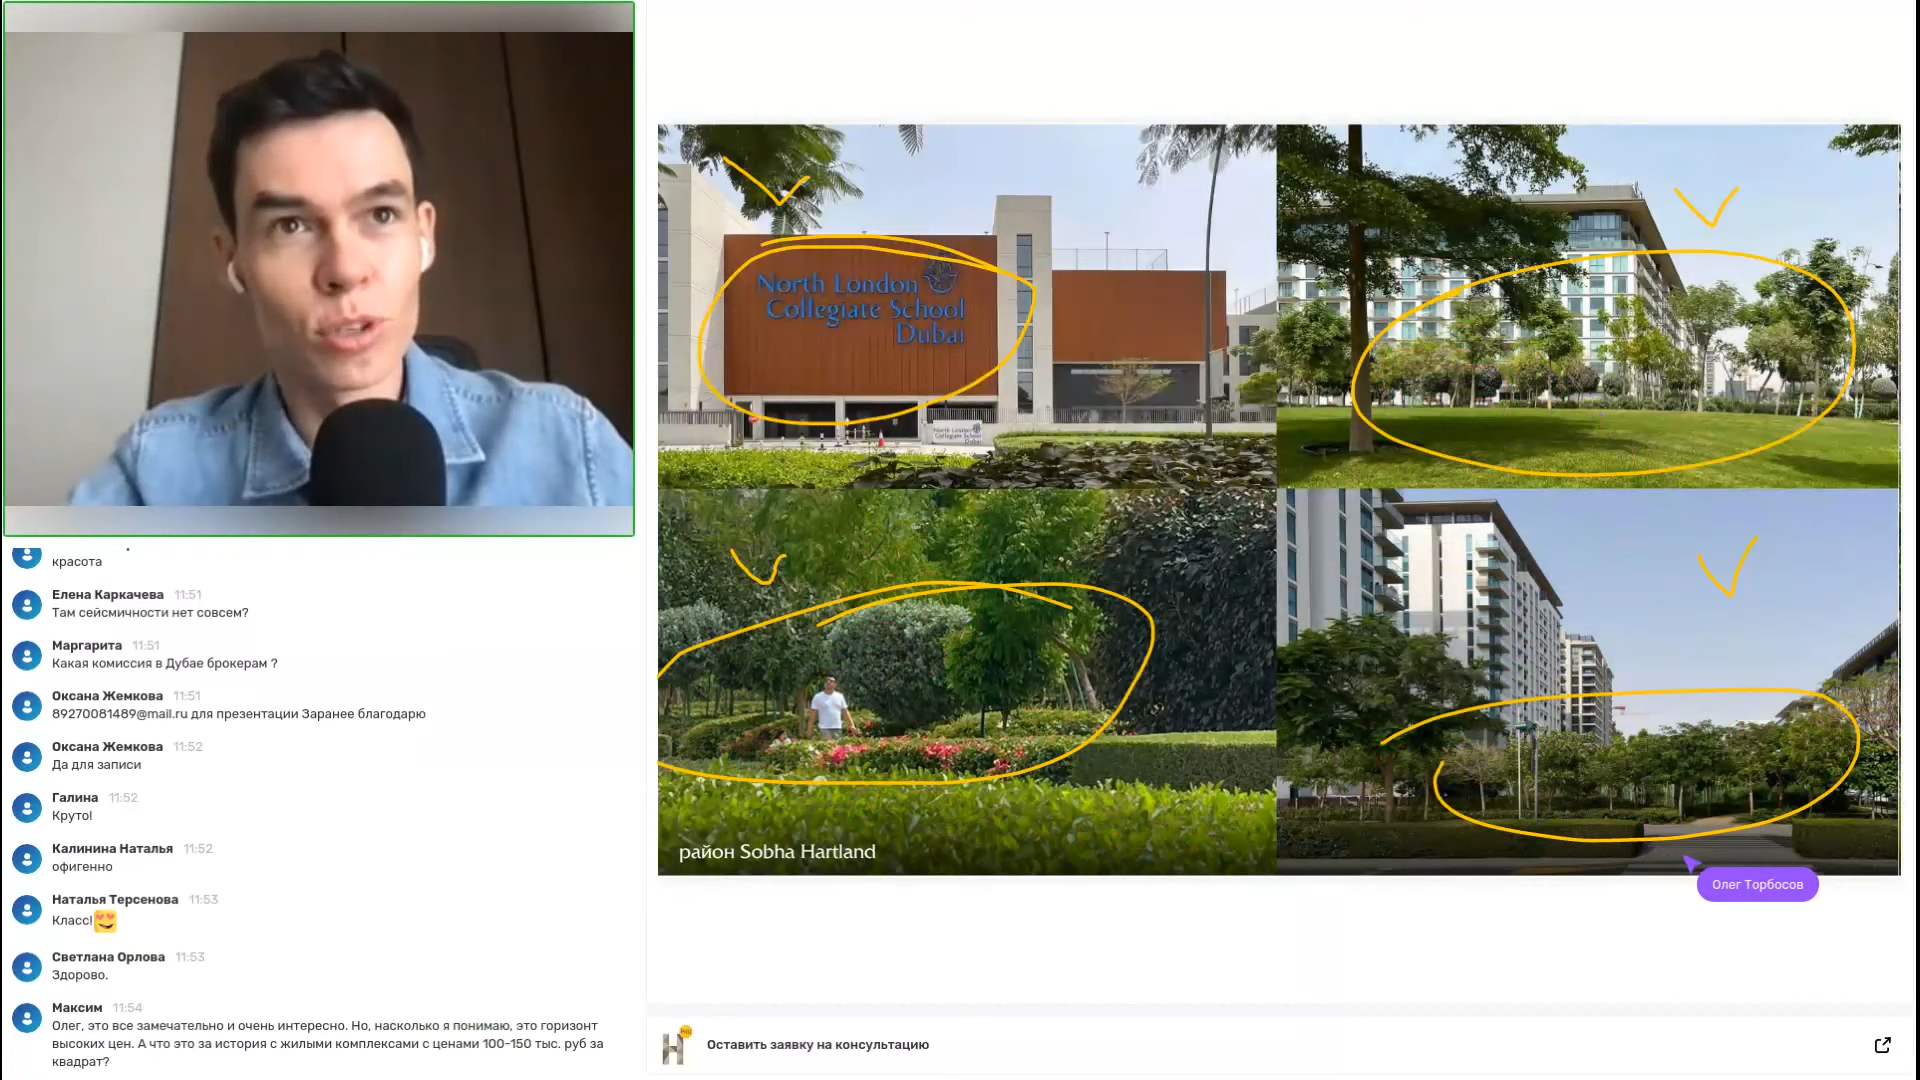 North London
Collegiate School
Dubai
North London
Collegiate School
Dubai
район Sobha Hartland
Олег Торбосов
красота
Елена Каркачева 11:51
Там сейсмичности нет совсем?
Маргарита 11:51
Какая комиссия в Дубае брокерам ?
Оксана Жемкова 11:51
89270081489@mail.ru для презентации Заранее благодарю
Оксана Жемкова 11:52
Да для записи
Галина 11:52
Круто!
Калинина Наталья 11:52
офигенно
Наталья Терсенова 11:53
Класс!
Светлана Орлова 11:53
Здорово.
Максим 11:54
Олег, это все замечательно и очень интересно. Но, насколько я понимаю, это горизонт
высоких цен. А что это за история с жилыми комплексами с ценами 100-150 тыс. руб за
квадрат?
H
Оставить заявку на консультацию